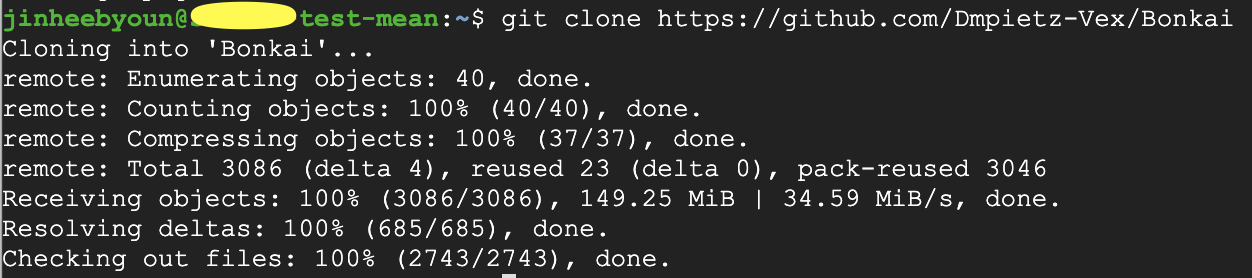 jinheebyoun@ test-mean:~$ git clone https://github.com/Dmpietz-Vex/Bonkai
Cloning into 'Bonkai'...
remote: Enumerating objects: 40, done.
remote: Counting objects: 100% (40/40), done.
remote: Compressing objects: 100% (37/37), done.
remote: Total 3086 (delta 4), reused 23 (delta 0), pack-reused 3046
Receiving objects: 100% (3086/3086), 149.25 MiB | 34.59 MiB/s, done.
Resolving deltas: 100% (685/685), done.
Checking out files: 100% (2743/2743), done.